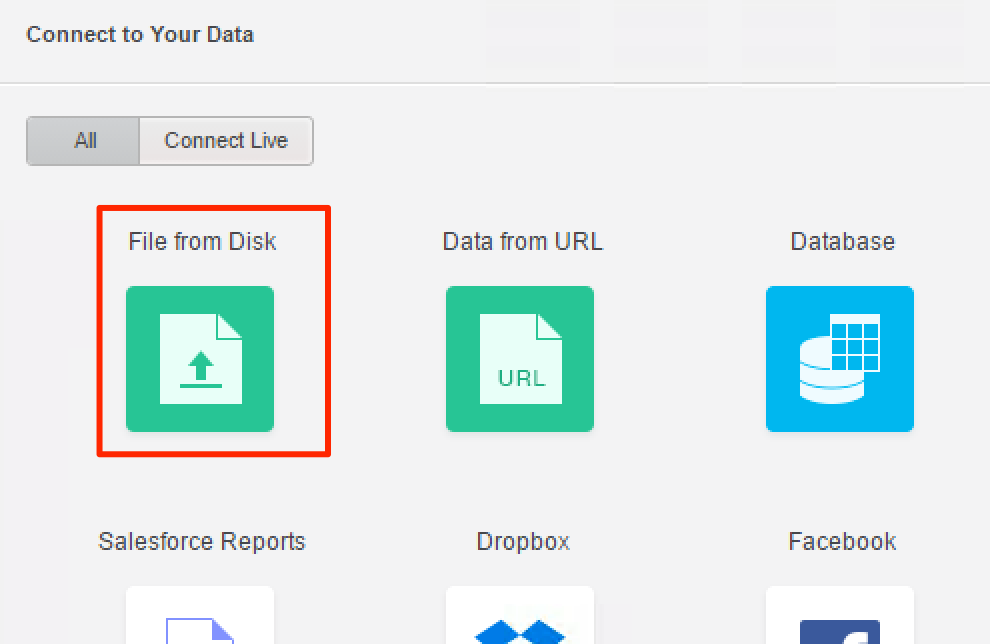 Connect to Your Data
All Connect Live
File from Disk Data from URL Database
URL
Salesforce Reports Dropbox Facebook